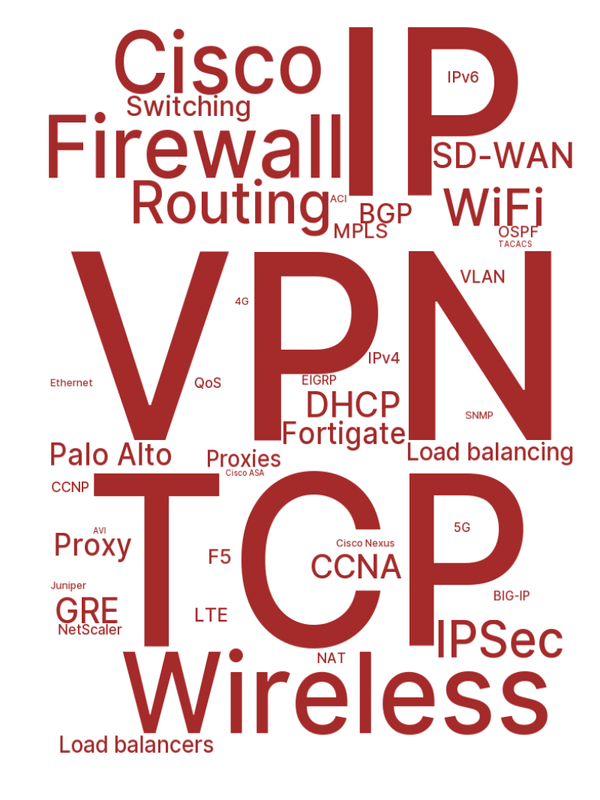 Cisco
IP
IPv6
Switching
Firewall
SD-WAN
Routing
ACI
BGP
WiFi
MPLS
OSPF
TACACS
VPN
VLAN
4G
IPv4
Ethernet
QoS
EIGRP
DHCP
SNMP
Fortigate
Palo Alto
Proxies
Load balancing
Cisco ASA
CCNP
TCP
AVI
5G
Proxy
Cisco Nexus
F5
CCNA
Juniper
BIG-IP
GRE
LTE
NetScaler
IPSec
NAT
Wireless
Load balancers